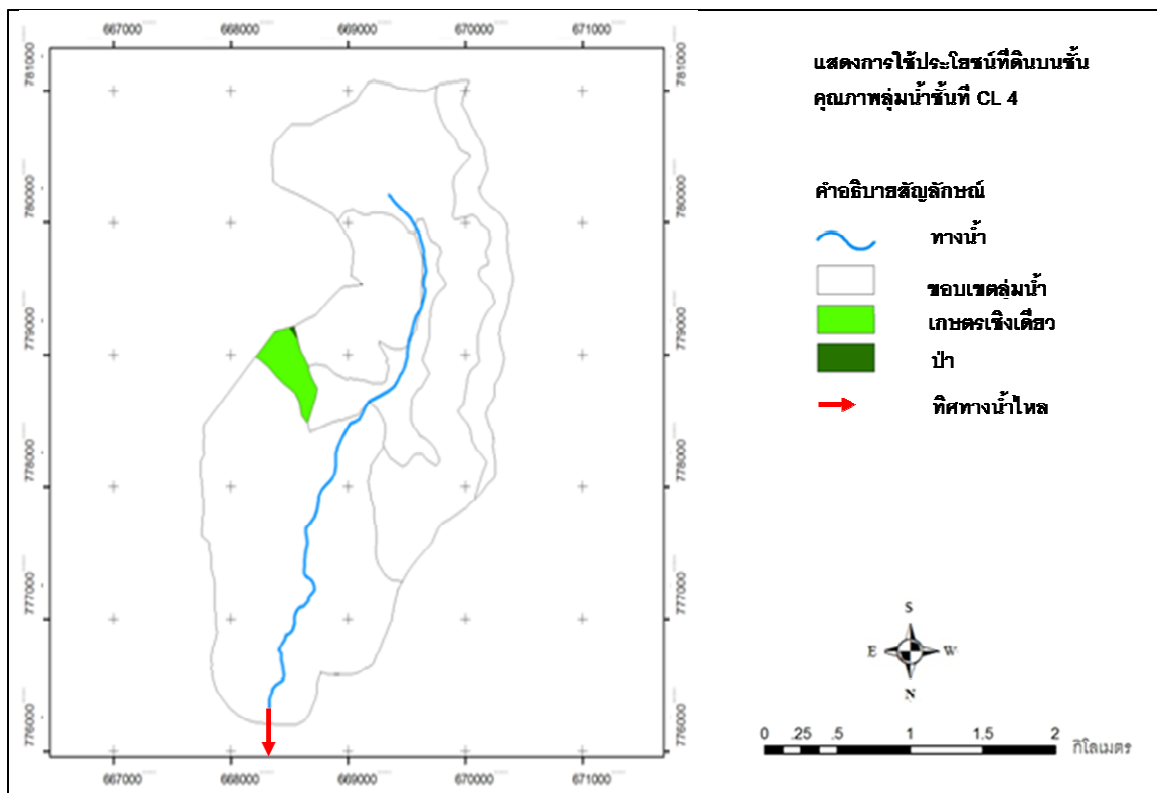 667000 668000 669000 670000 671000
781000 781000
780000 780000
779000 779000
778000 778000
777000 777000
776000 776000
667000 668000 669000 670000 671000
แสดงการใช้ประโยชน์ที่ดินบนชั้น
คุณภาพลุ่มน้ำชั้นที่ CL 4
คำอธิบายสัญลักษณ์
ทางน้ำ
ขอบเขตลุ่มน้ำ
เกษตรเชิงเดี่ยว
ป่า
ทิศทางน้ำไหล
S
E W
N
0 .25 .5 1 1.5 2
กิโลเมตร